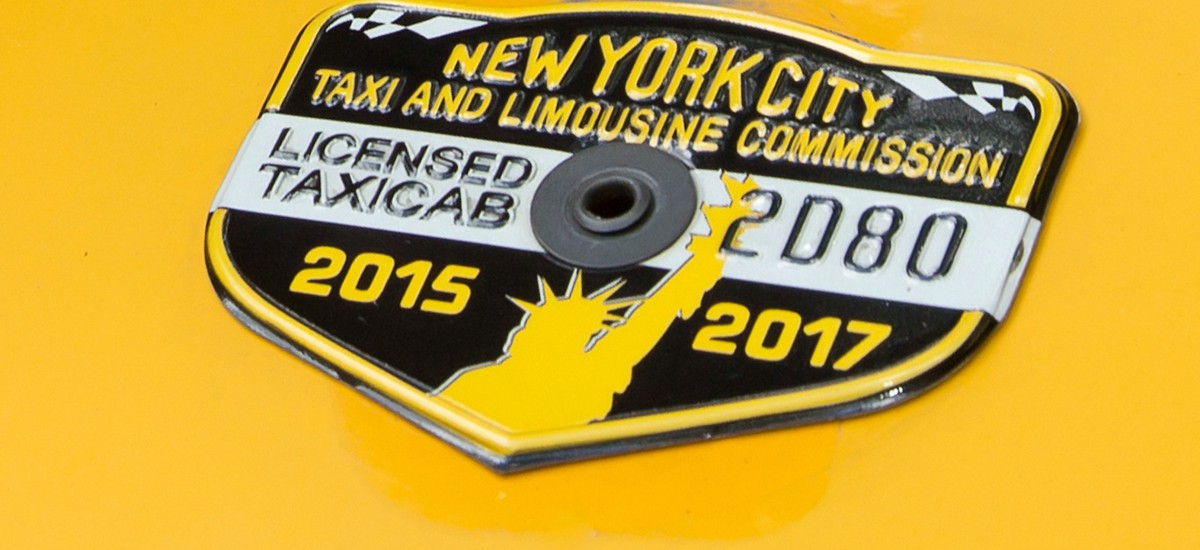 NEW YORK CITY
TAXI AND LIMOUSINE COMMISSION
LICENSED
TAXICAB
2D80
2015
2017